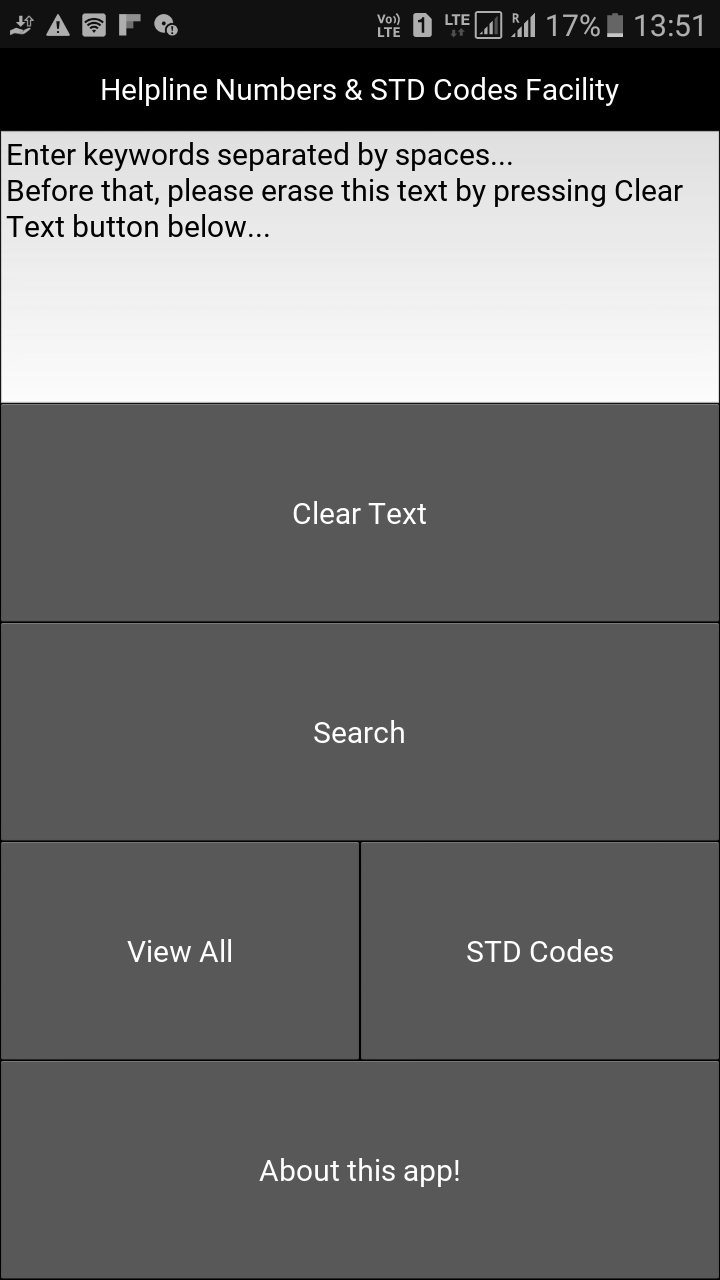 Vo)) LTE 1 LTE R 17% 13:51
Helpline Numbers & STD Codes Facility
Enter keywords separated by spaces...
Before that, please erase this text by pressing Clear
Text button below...
Clear Text
Search
View All
STD Codes
About this app!